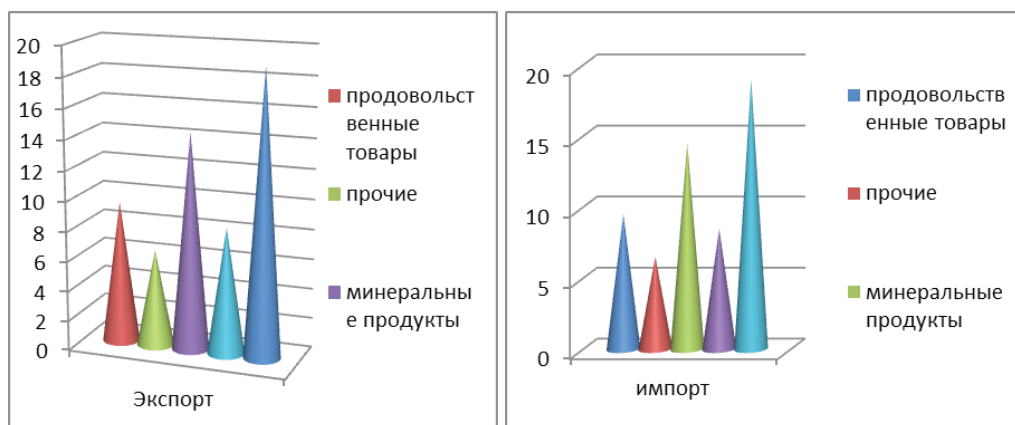 20
18
16
14
12
10
8
6
4
2
0
Экспорт
продовольст
венные
товары
прочие
минеральны
е продукты
20
15
10
5
0
импорт
продовольств
енные товары
прочие
минеральные
продукты